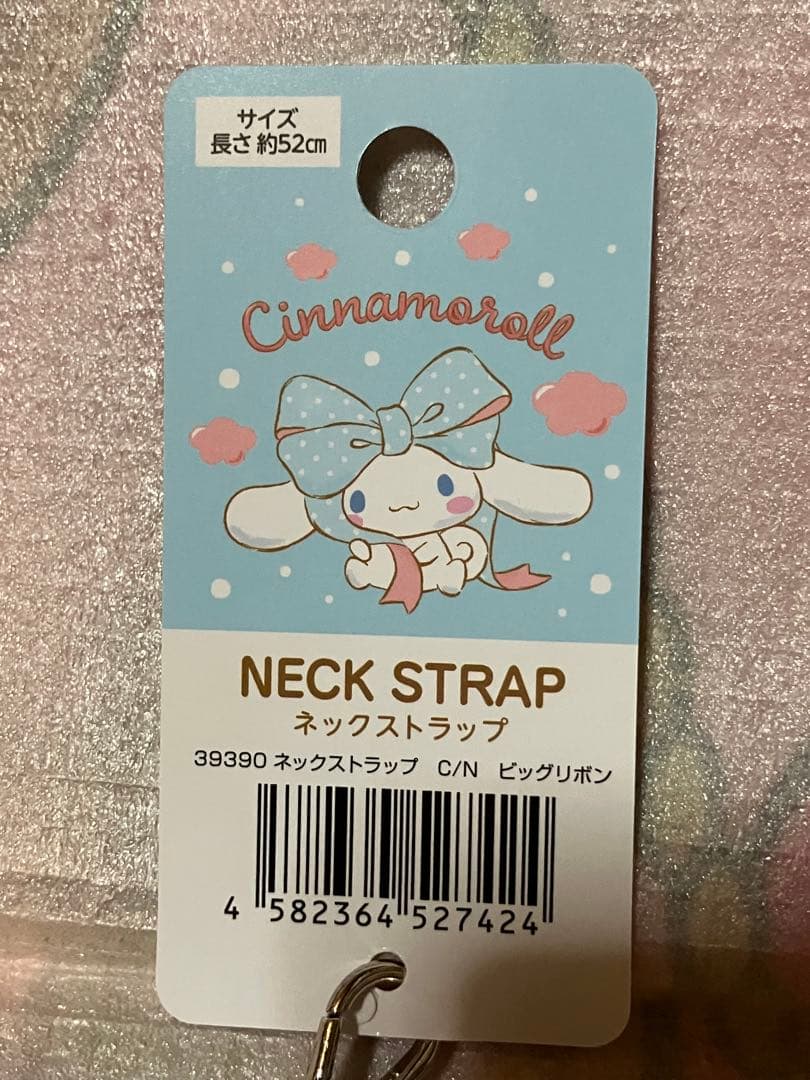 サイズ
長さ 約52cm
Cinnamoroll
NECK STRAP
ネックストラップ
39390 ネックストラップ C/N ビッグリボン
4 582364 527424